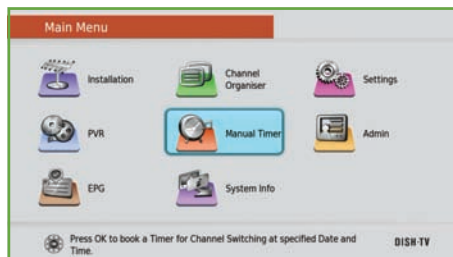 Main Menu
Installation
Channel
Organiser
Settings
PVR
Manual Timer
Admin
EPG
System Info
Press OK to book a Timer for Channel Switching at specified Date and
Time.
DISH-TV